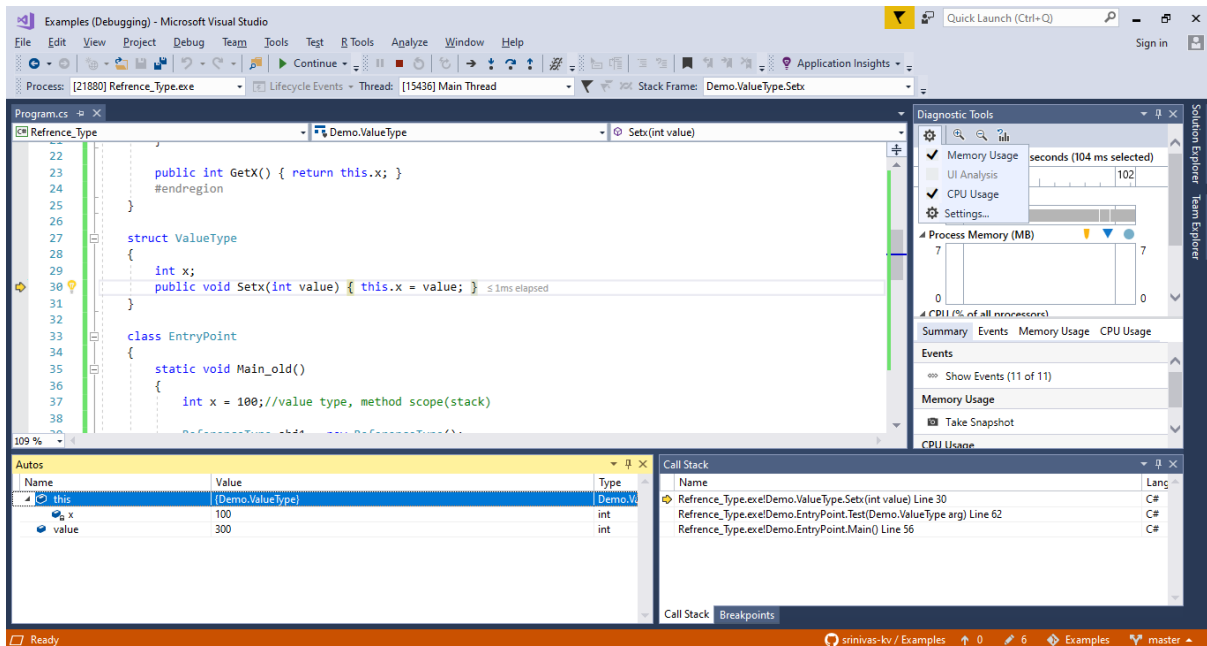 Examples (Debugging) - Microsoft Visual Studio
Quick Launch (Ctrl+Q)
File Edit View Project Debug Team Tools Test R Tools Analyze Window Help
Sign in
Continue
Application Insights
Process: [21880] Refrence_Type.exe Lifecycle Events Thread: [15436] Main Thread Stack Frame: Demo.ValueType.Setx
Program.cs
Refrence_Type Demo.ValueType Setx(int value)
21 }
22
23 public int GetX() { return this.x; }
24 #endregion
25 }
26
27 struct ValueType
28 {
29 int x;
30 public void Setx(int value) { this.x = value; } ≤ 1ms elapsed
31 }
32
33 class EntryPoint
34 {
35 static void Main_old()
36 {
37 int x = 100;//value type, method scope(stack)
38
39 ReferenceType obj1 = new ReferenceType();
109 %
Diagnostic Tools
Memory Usage
seconds (104 ms selected)
UI Analysis
102
CPU Usage
Settings...
Process Memory (MB)
7 7
0 0
CPU (% of all processors)
Summary Events Memory Usage CPU Usage
Events
Show Events (11 of 11)
Memory Usage
Take Snapshot
CPU Usage
Solution Explorer
Team Explorer
Autos
Name Value Type
this {Demo.ValueType} Demo.Va
x 100 int
value 300 int
Call Stack
Name Lang
Refrence_Type.exe!Demo.ValueType.Setx(int value) Line 30 C#
Refrence_Type.exe!Demo.EntryPoint.Test(Demo.ValueType arg) Line 62 C#
Refrence_Type.exe!Demo.EntryPoint.Main() Line 56 C#
Call Stack Breakpoints
Ready
srinivas-kv / Examples 0 6 Examples master